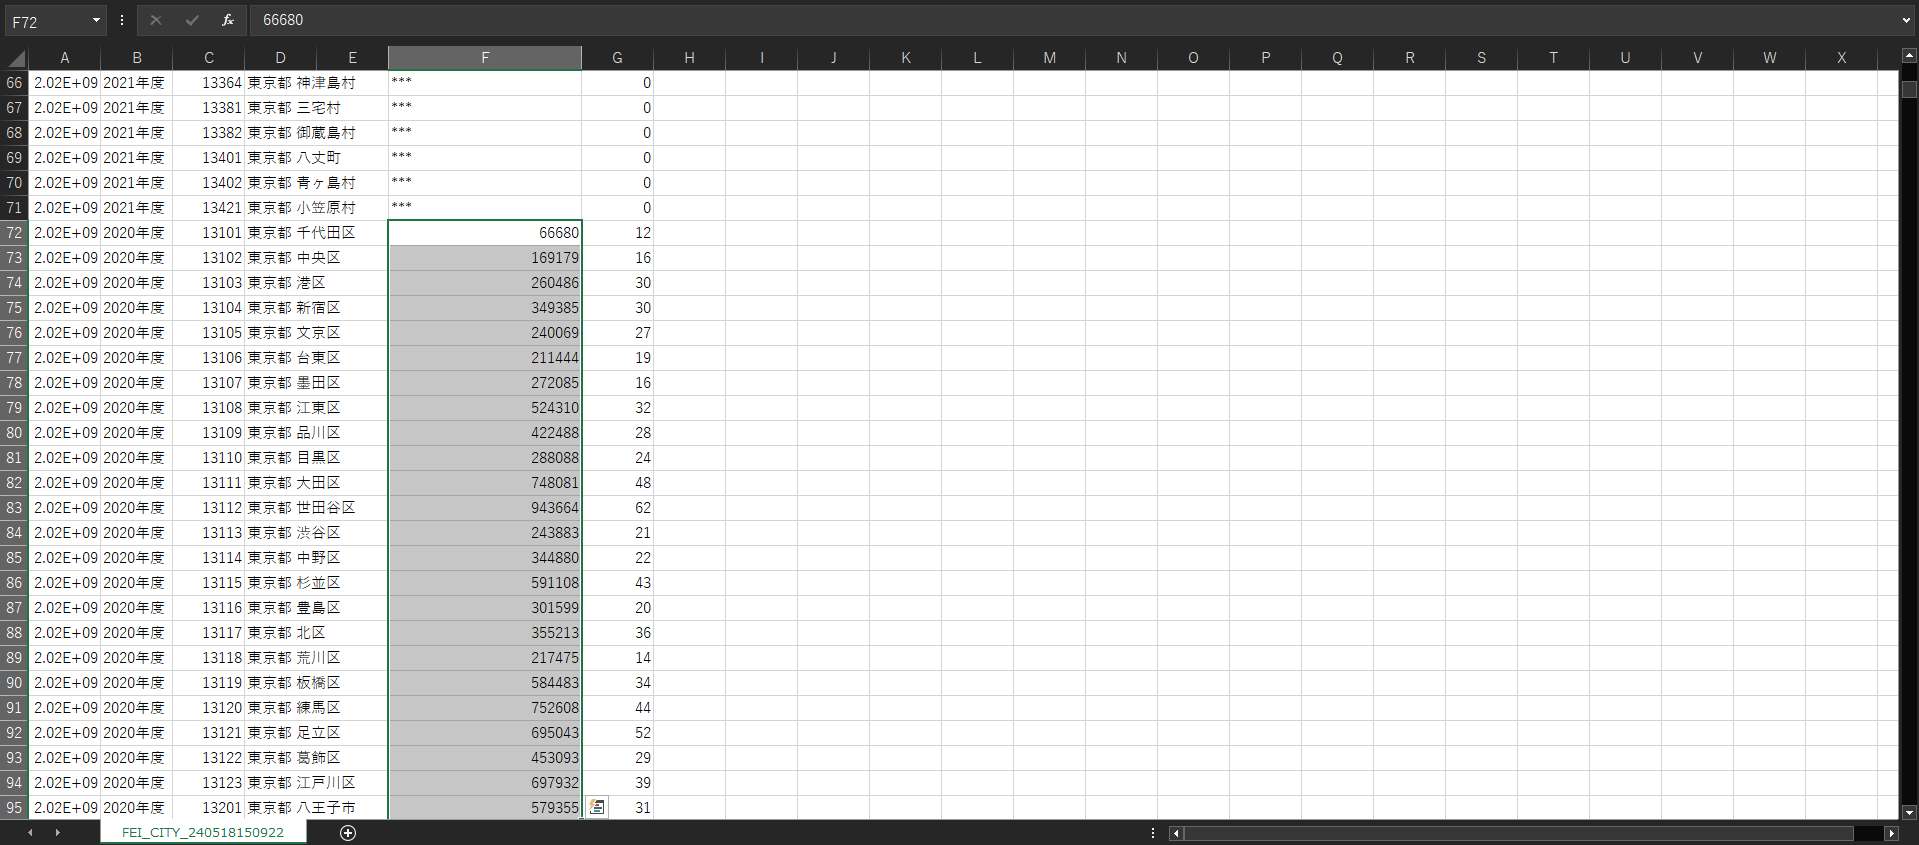 F72 fx 66680
A B C D E F G H I J K L M N O P Q R S T U V W X
66 2.02E+09 2021年度 13364 東京都 神津島村 *** 0
67 2.02E+09 2021年度 13381 東京都 三宅村 *** 0
68 2.02E+09 2021年度 13382 東京都 御蔵島村 *** 0
69 2.02E+09 2021年度 13401 東京都 八丈町 *** 0
70 2.02E+09 2021年度 13402 東京都 青ヶ島村 *** 0
71 2.02E+09 2021年度 13421 東京都 小笠原村 *** 0
72 2.02E+09 2020年度 13101 東京都 千代田区 66680 12
73 2.02E+09 2020年度 13102 東京都 中央区 169179 16
74 2.02E+09 2020年度 13103 東京都 港区 260486 30
75 2.02E+09 2020年度 13104 東京都 新宿区 349385 30
76 2.02E+09 2020年度 13105 東京都 文京区 240069 27
77 2.02E+09 2020年度 13106 東京都 台東区 211444 19
78 2.02E+09 2020年度 13107 東京都 墨田区 272085 16
79 2.02E+09 2020年度 13108 東京都 江東区 524310 32
80 2.02E+09 2020年度 13109 東京都 品川区 422488 28
81 2.02E+09 2020年度 13110 東京都 目黒区 288088 24
82 2.02E+09 2020年度 13111 東京都 大田区 748081 48
83 2.02E+09 2020年度 13112 東京都 世田谷区 943664 62
84 2.02E+09 2020年度 13113 東京都 渋谷区 243883 21
85 2.02E+09 2020年度 13114 東京都 中野区 344880 22
86 2.02E+09 2020年度 13115 東京都 杉並区 591108 43
87 2.02E+09 2020年度 13116 東京都 豊島区 301599 20
88 2.02E+09 2020年度 13117 東京都 北区 355213 36
89 2.02E+09 2020年度 13118 東京都 荒川区 217475 14
90 2.02E+09 2020年度 13119 東京都 板橋区 584483 34
91 2.02E+09 2020年度 13120 東京都 練馬区 752608 44
92 2.02E+09 2020年度 13121 東京都 足立区 695043 52
93 2.02E+09 2020年度 13122 東京都 葛飾区 453093 29
94 2.02E+09 2020年度 13123 東京都 江戸川区 697932 39
95 2.02E+09 2020年度 13201 東京都 八王子市 579355 31
FEI_CITY_240518150922